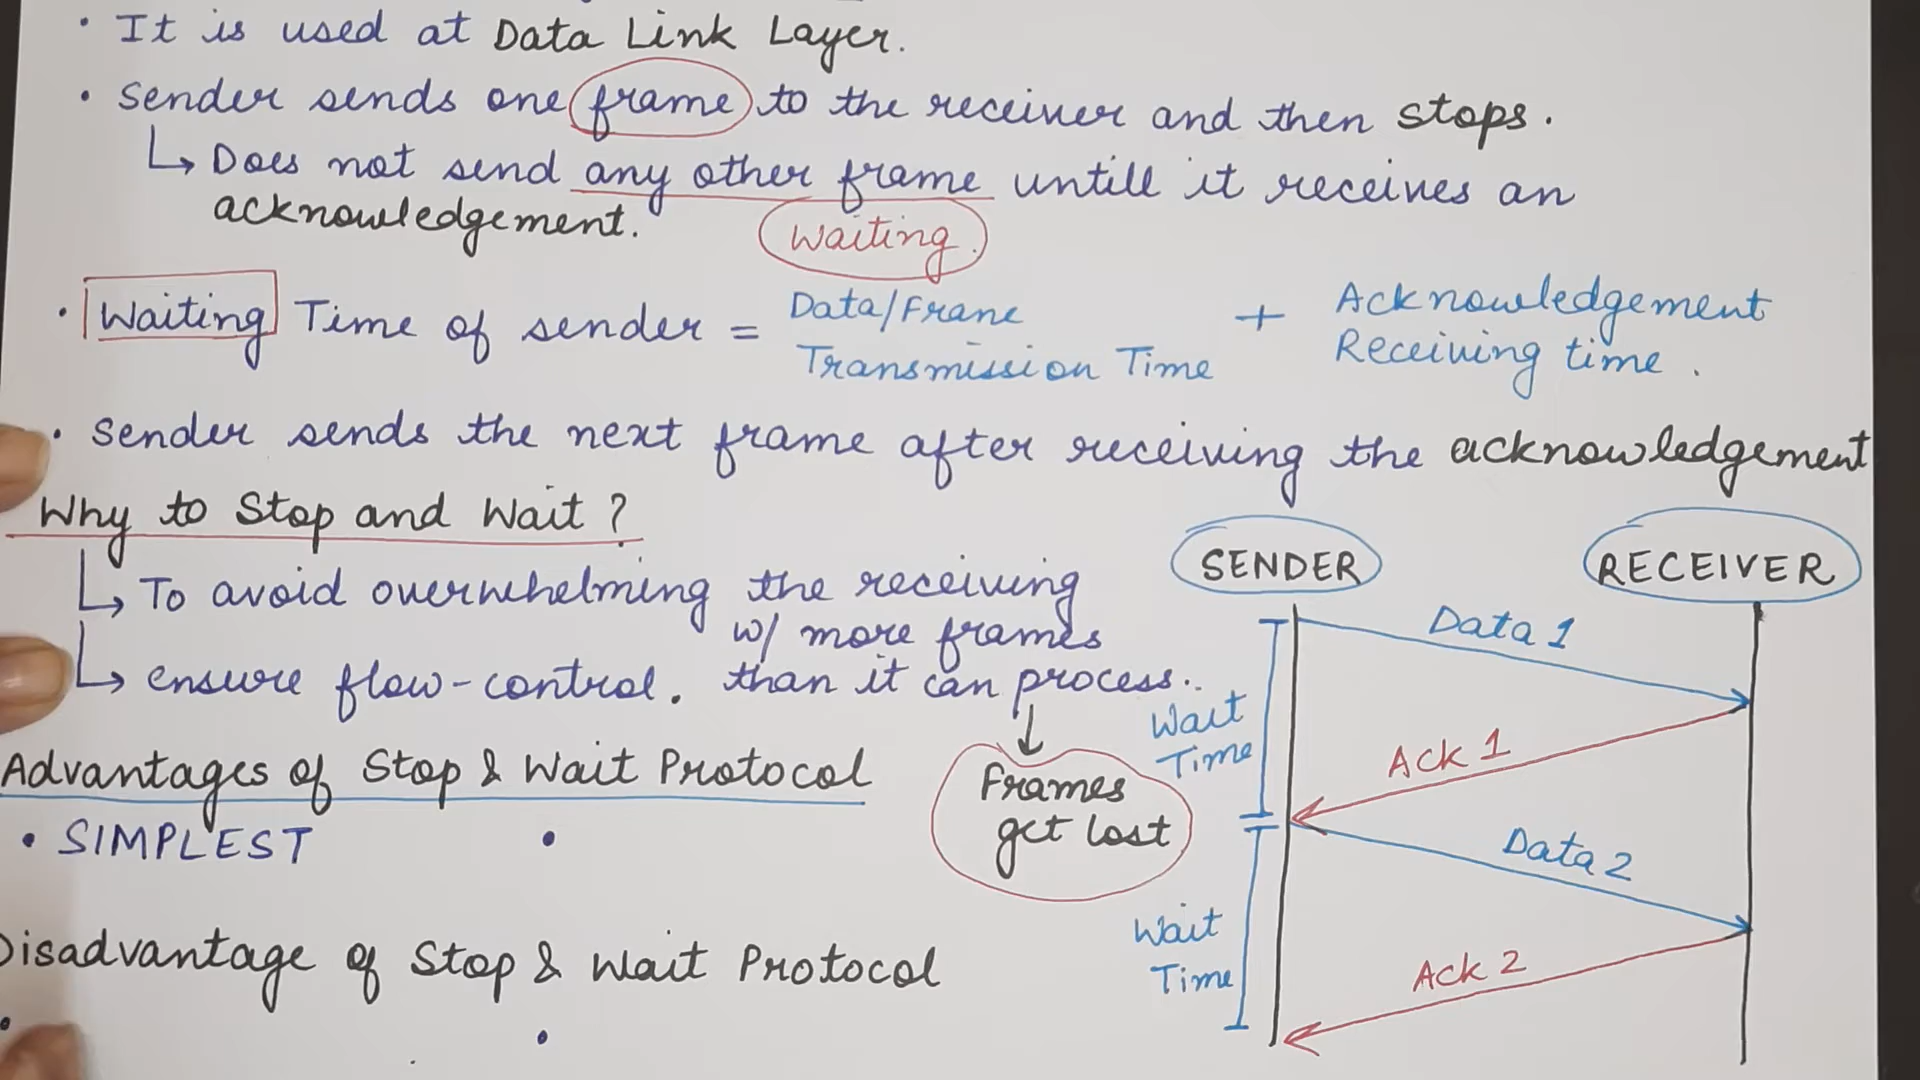 • It is used at Data Link Layer.
• Sender sends one frame to the receiver and then stops.
↳ Does not send any other frame untill it receives an
acknowledgement.
Waiting.
• Waiting Time of sender = Data/Frane Transmission Time + Acknowledgement Receiving time.
• Sender sends the next frame after receiving the acknowledgement
Why to Stop and Wait ?
↳ To avoid overwhelming the receiving
w/ more frames
than it can process..
↳ ensure flow-control.
↓
Frames
get lost
Advantages of Stop & Wait Protocol
• SIMPLEST •
Disadvantage of Stop & Wait Protocol
• •
SENDER RECEIVER
Data 1
Wait
Time
Ack 1
Data 2
Wait
Time
Ack 2